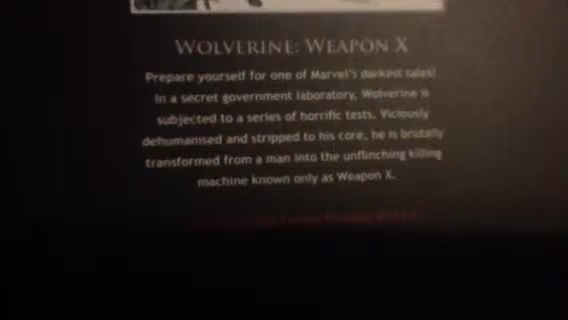 WOLVERINE: WEAPON X
Prepare yourself for one of Marvel's darkest tales!
In a secret government laboratory, Wolverine is
subjected to a series of horrific tests. Viciously
dehumanised and stripped to his core, he is brutally
transformed from a man into the unflinching killing
machine known only as Weapon X.